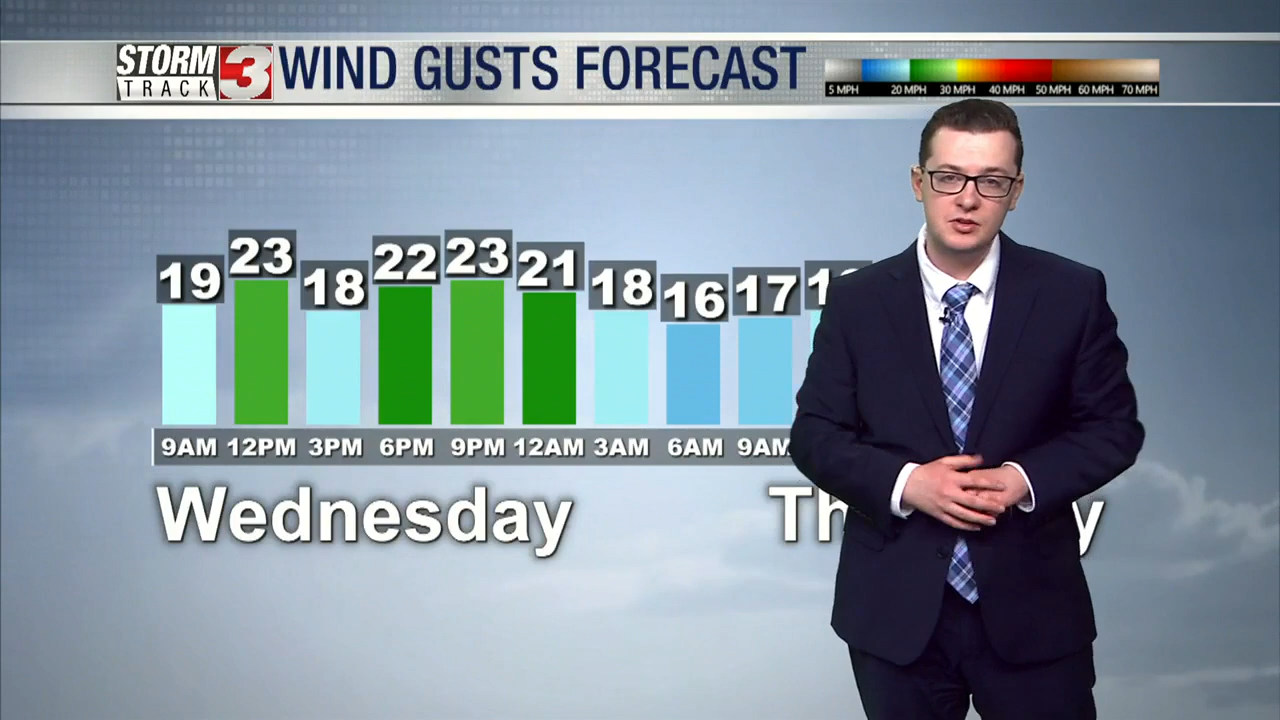 STORM
TRACK 3
WIND GUSTS FORECAST
5 MPH 20 MPH 30 MPH 40 MPH 50 MPH 60 MPH 70 MPH
19 23 18 22 23 21 18 16 17
9AM 12PM 3PM 6PM 9PM 12AM 3AM 6AM 9AM
Wednesday